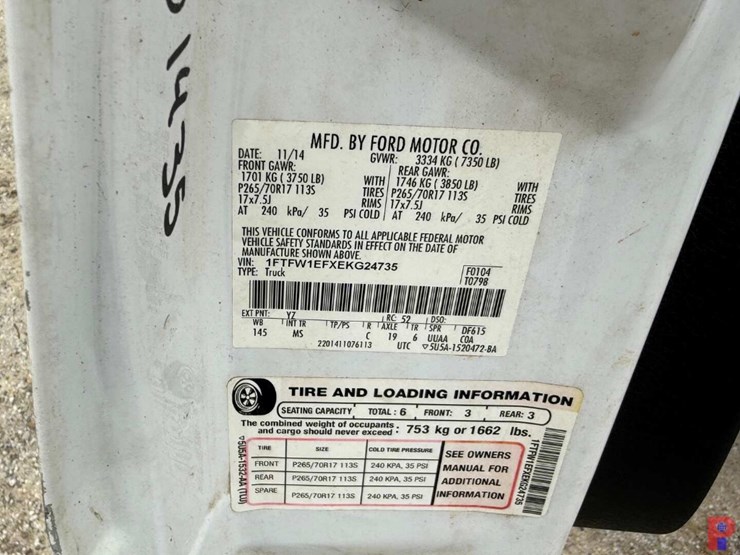 01435
MFD. BY FORD MOTOR CO.
DATE: 11/14 GVWR: 3334 KG ( 7350 LB)
FRONT GAWR: REAR GAWR:
1701 KG ( 3750 LB) WITH 1746 KG ( 3850 LB) WITH
P265/70R17 113S TIRES P265/70R17 113S TIRES
17x7.5J RIMS 17x7.5J RIMS
AT 240 kPa/ 35 PSI COLD AT 240 kPa/ 35 PSI COLD
THIS VEHICLE CONFORMS TO ALL APPLICABLE FEDERAL MOTOR
VEHICLE SAFETY STANDARDS IN EFFECT ON THE DATE OF
MANUFACTURE SHOWN ABOVE.
VIN: 1FTFW1EFXEKG24735
TYPE: Truck
F0104
T0798
EXT PNT: YZ RC: 52 DSO:
WB INT TR TP/PS R AXLE TR SPR DF615
145 MS C 19 6 UUAA COA
2201411076113 UTC ▽5U5A-1520472-BA
TIRE AND LOADING INFORMATION
SEATING CAPACITY TOTAL : 6 FRONT: 3 REAR: 3
The combined weight of occupants
and cargo should never exceed : 753 kg or 1662 lbs.
TIRE SIZE COLD TIRE PRESSURE
FRONT P265/70R17 113S 240 KPA, 35 PSI
REAR P265/70R17 113S 240 KPA, 35 PSI
SPARE P265/70R17 113S 240 KPA, 35 PSI
SEE OWNERS
MANUAL FOR
ADDITIONAL
INFORMATION
▽5U5A-1532-AA (TLU)
1FTFW1EFXEKG24735